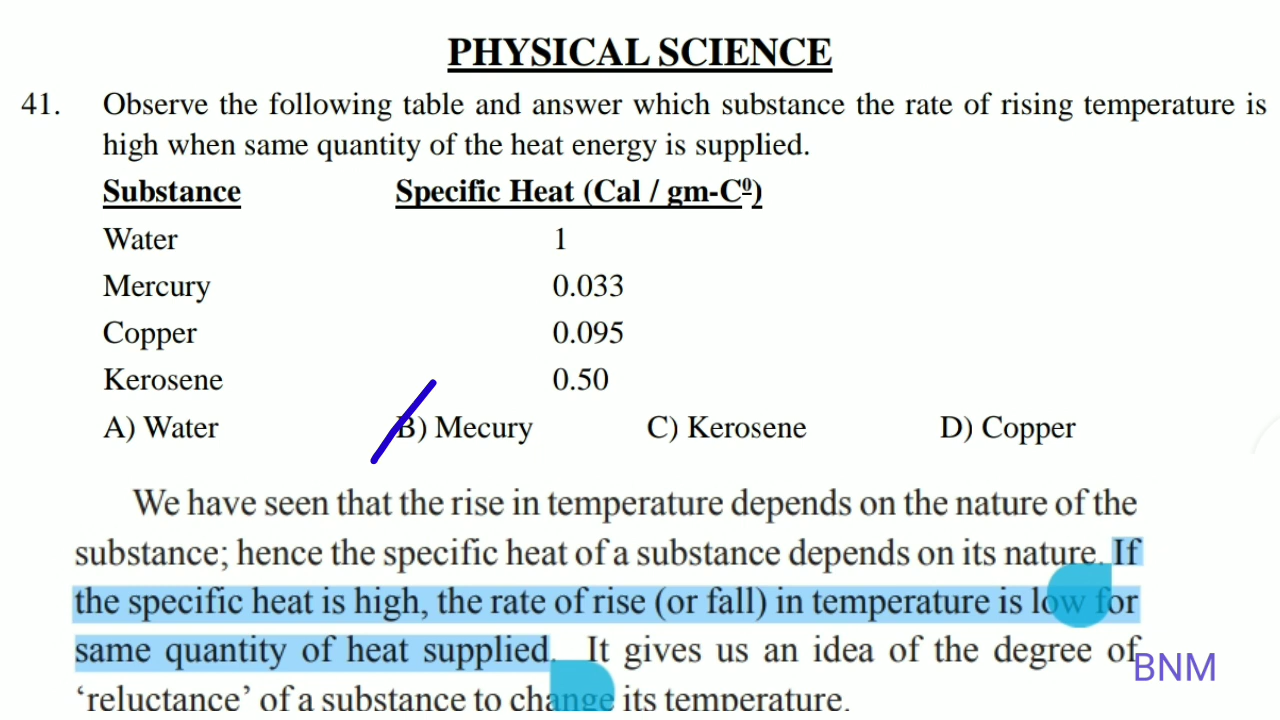 PHYSICAL SCIENCE
41. Observe the following table and answer which substance the rate of rising temperature is
high when same quantity of the heat energy is supplied.
Substance Specific Heat (Cal / gm-C⁰)
Water 1
Mercury 0.033
Copper 0.095
Kerosene 0.50
A) Water B) Mecury C) Kerosene D) Copper
We have seen that the rise in temperature depends on the nature of the
substance; hence the specific heat of a substance depends on its nature. If
the specific heat is high, the rate of rise (or fall) in temperature is low for
same quantity of heat supplied. It gives us an idea of the degree of
‘reluctance’ of a substance to change its temperature.
BNM